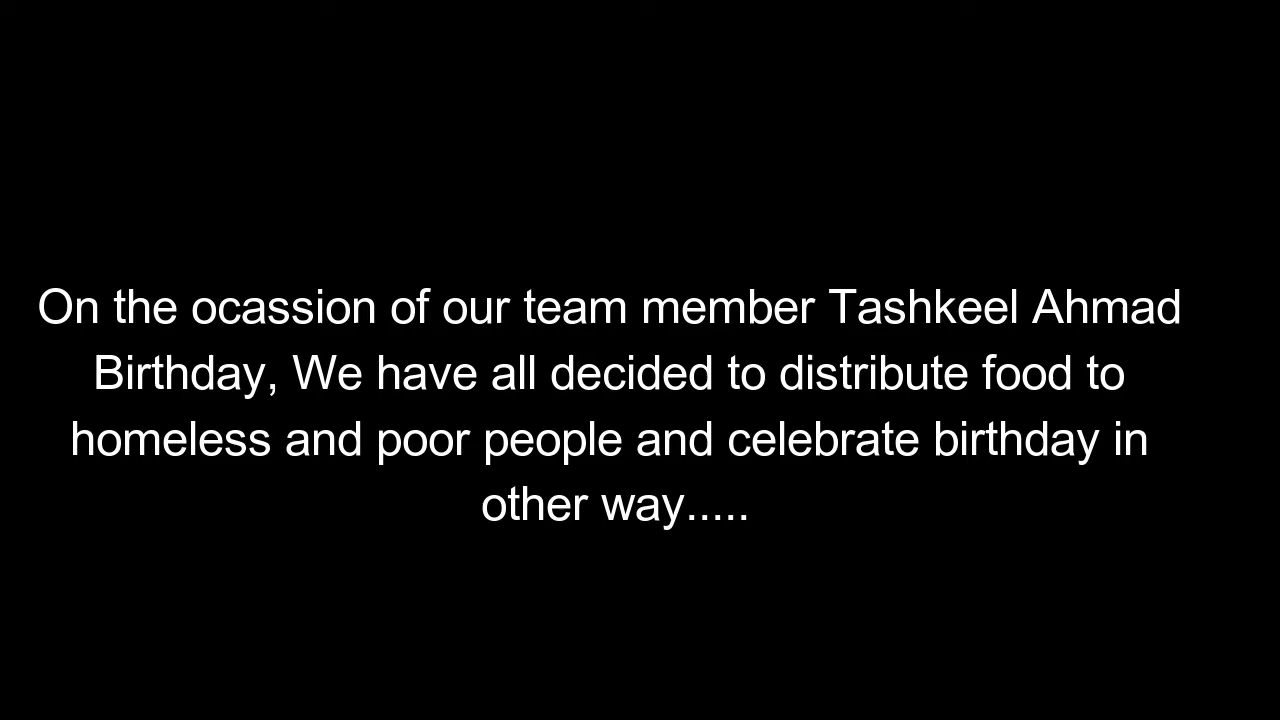 On the ocassion of our team member Tashkeel Ahmad
Birthday, We have all decided to distribute food to
homeless and poor people and celebrate birthday in
other way.....